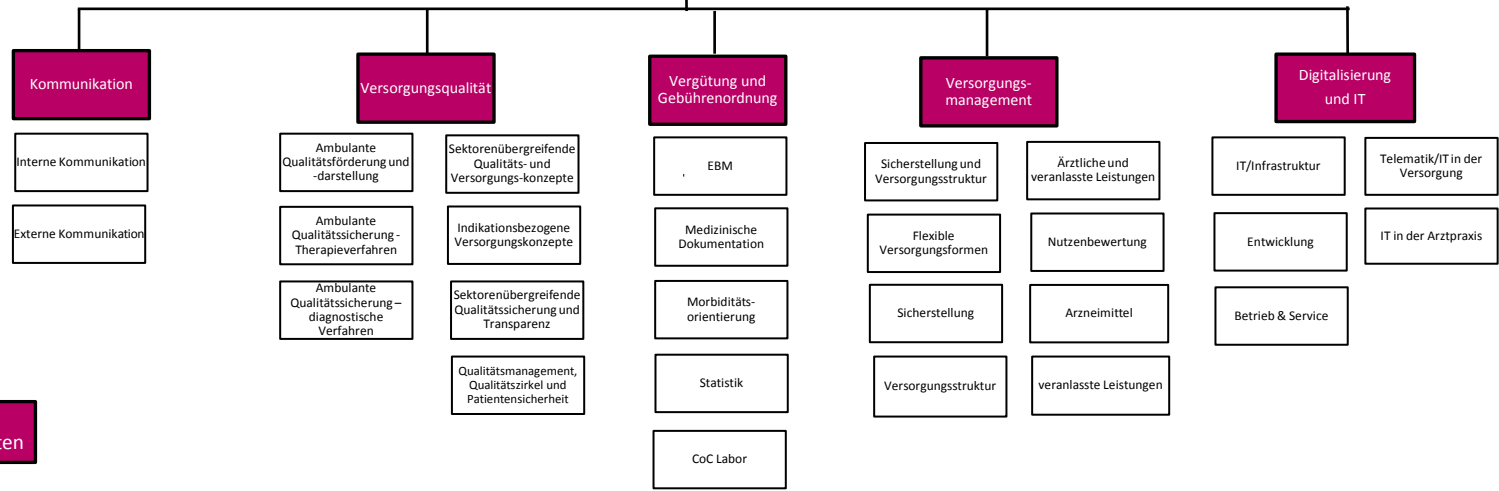 Kommunikation
Interne Kommunikation
Externe Kommunikation
Versorgungsqualität
Ambulante
Qualitätsförderung und
-darstellung
Ambulante
Qualitätssicherung -
Therapieverfahren
Ambulante
Qualitätssicherung –
diagnostische
Verfahren
Sektorenübergreifende
Qualitäts- und
Versorgungs-konzepte
Indikationsbezogene
Versorgungskonzepte
Sektorenübergreifende
Qualitätssicherung und
Transparenz
Qualitätsmanagement,
Qualitätszirkel und
Patientensicherheit
Vergütung und
Gebührenordnung
, EBM
Medizinische
Dokumentation
Morbiditäts-
orientierung
Statistik
CoC Labor
Versorgungs-
management
Sicherstellung und
Versorgungsstruktur
Flexible
Versorgungsformen
Sicherstellung
Versorgungsstruktur
Ärztliche und
veranlasste Leistungen
Nutzenbewertung
Arzneimittel
veranlasste Leistungen
Digitalisierung
und IT
IT/Infrastruktur
Entwicklung
Betrieb & Service
Telematik/IT in der
Versorgung
IT in der Arztpraxis
ten